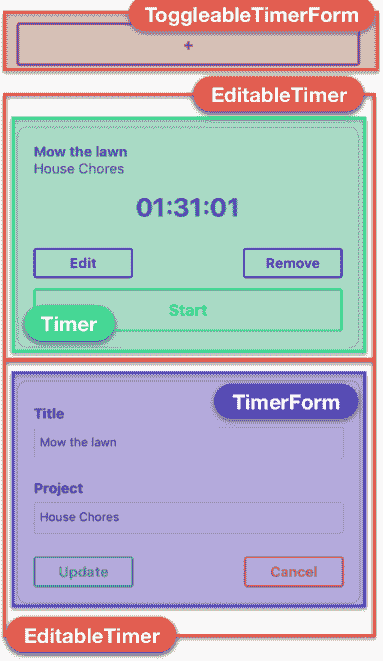 ToggleableTimerForm
+
EditableTimer
Mow the lawn
House Chores
01:31:01
Edit
Remove
Start
Timer
TimerForm
Title
Mow the lawn
Project
House Chores
Update
Cancel
EditableTimer